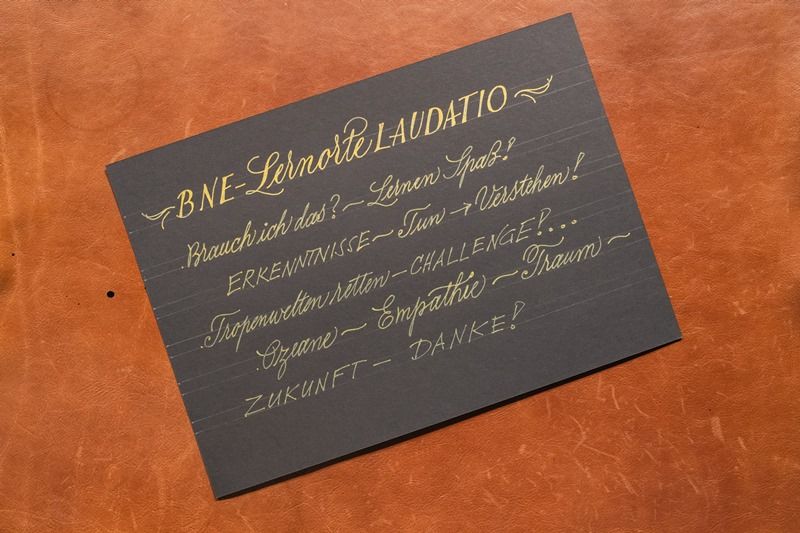 BNE-Lernorte LAUDATIO
Brauch ich das? ~ Lernen Spaß!
ERKENNTNISSE ~ Tun → Verstehen!
Tropenwelten retten - CHALLENGE!...
Ozeane ~ Empathie ~ Traum ~
ZUKUNFT - DANKE!